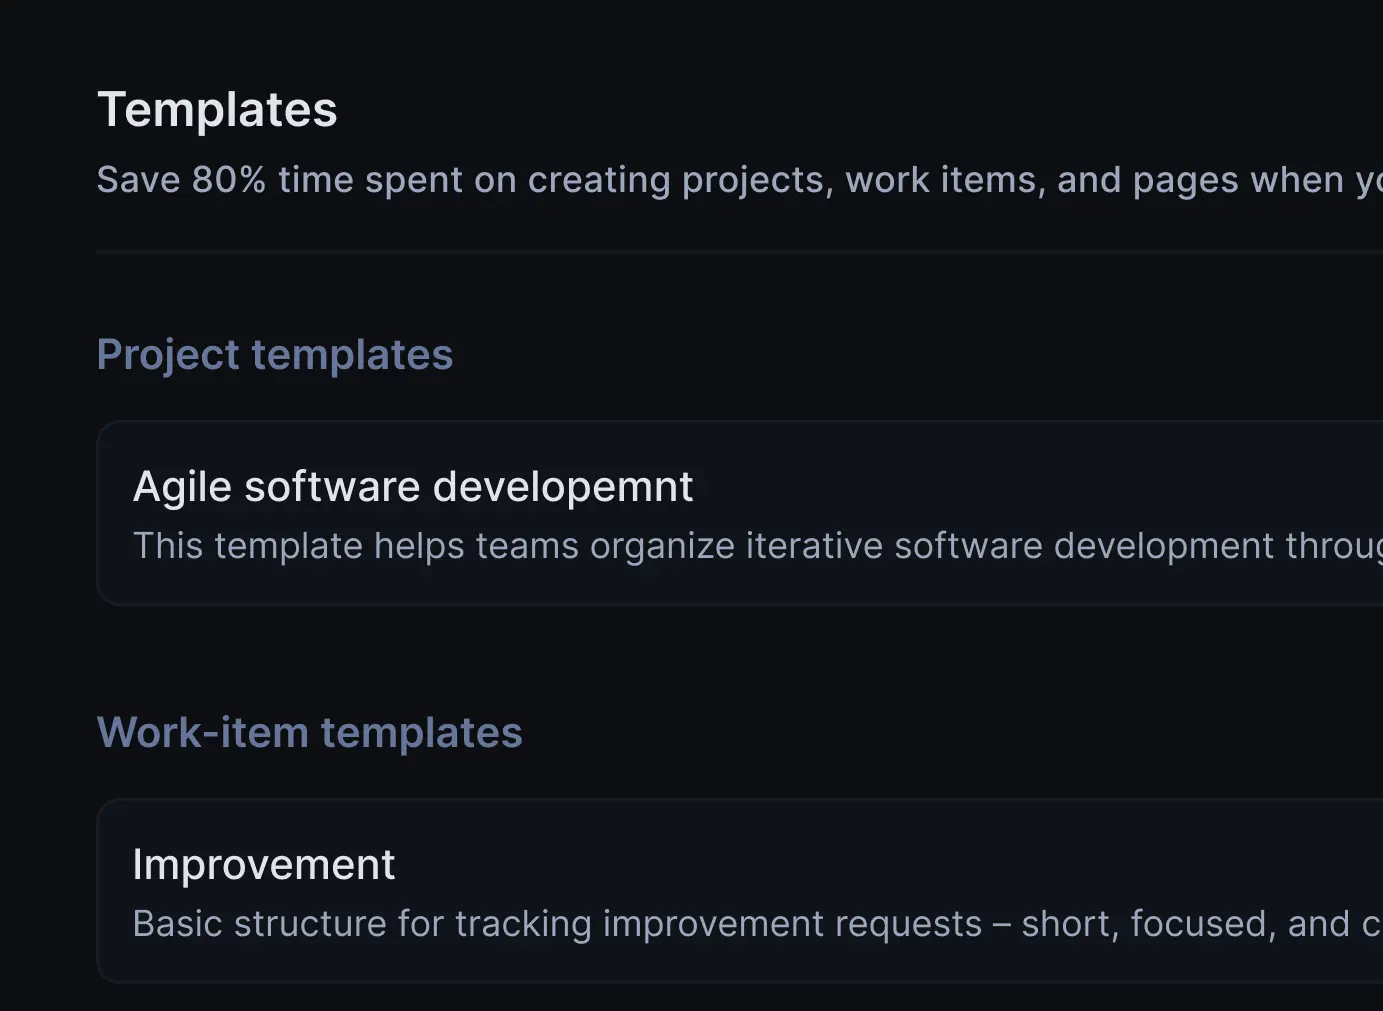 Templates
Save 80% time spent on creating projects, work items, and pages when
Project templates
Agile software developemnt
This template helps teams organize iterative software development
Work-item templates
Improvement
Basic structure for tracking improvement requests – short, focused, and